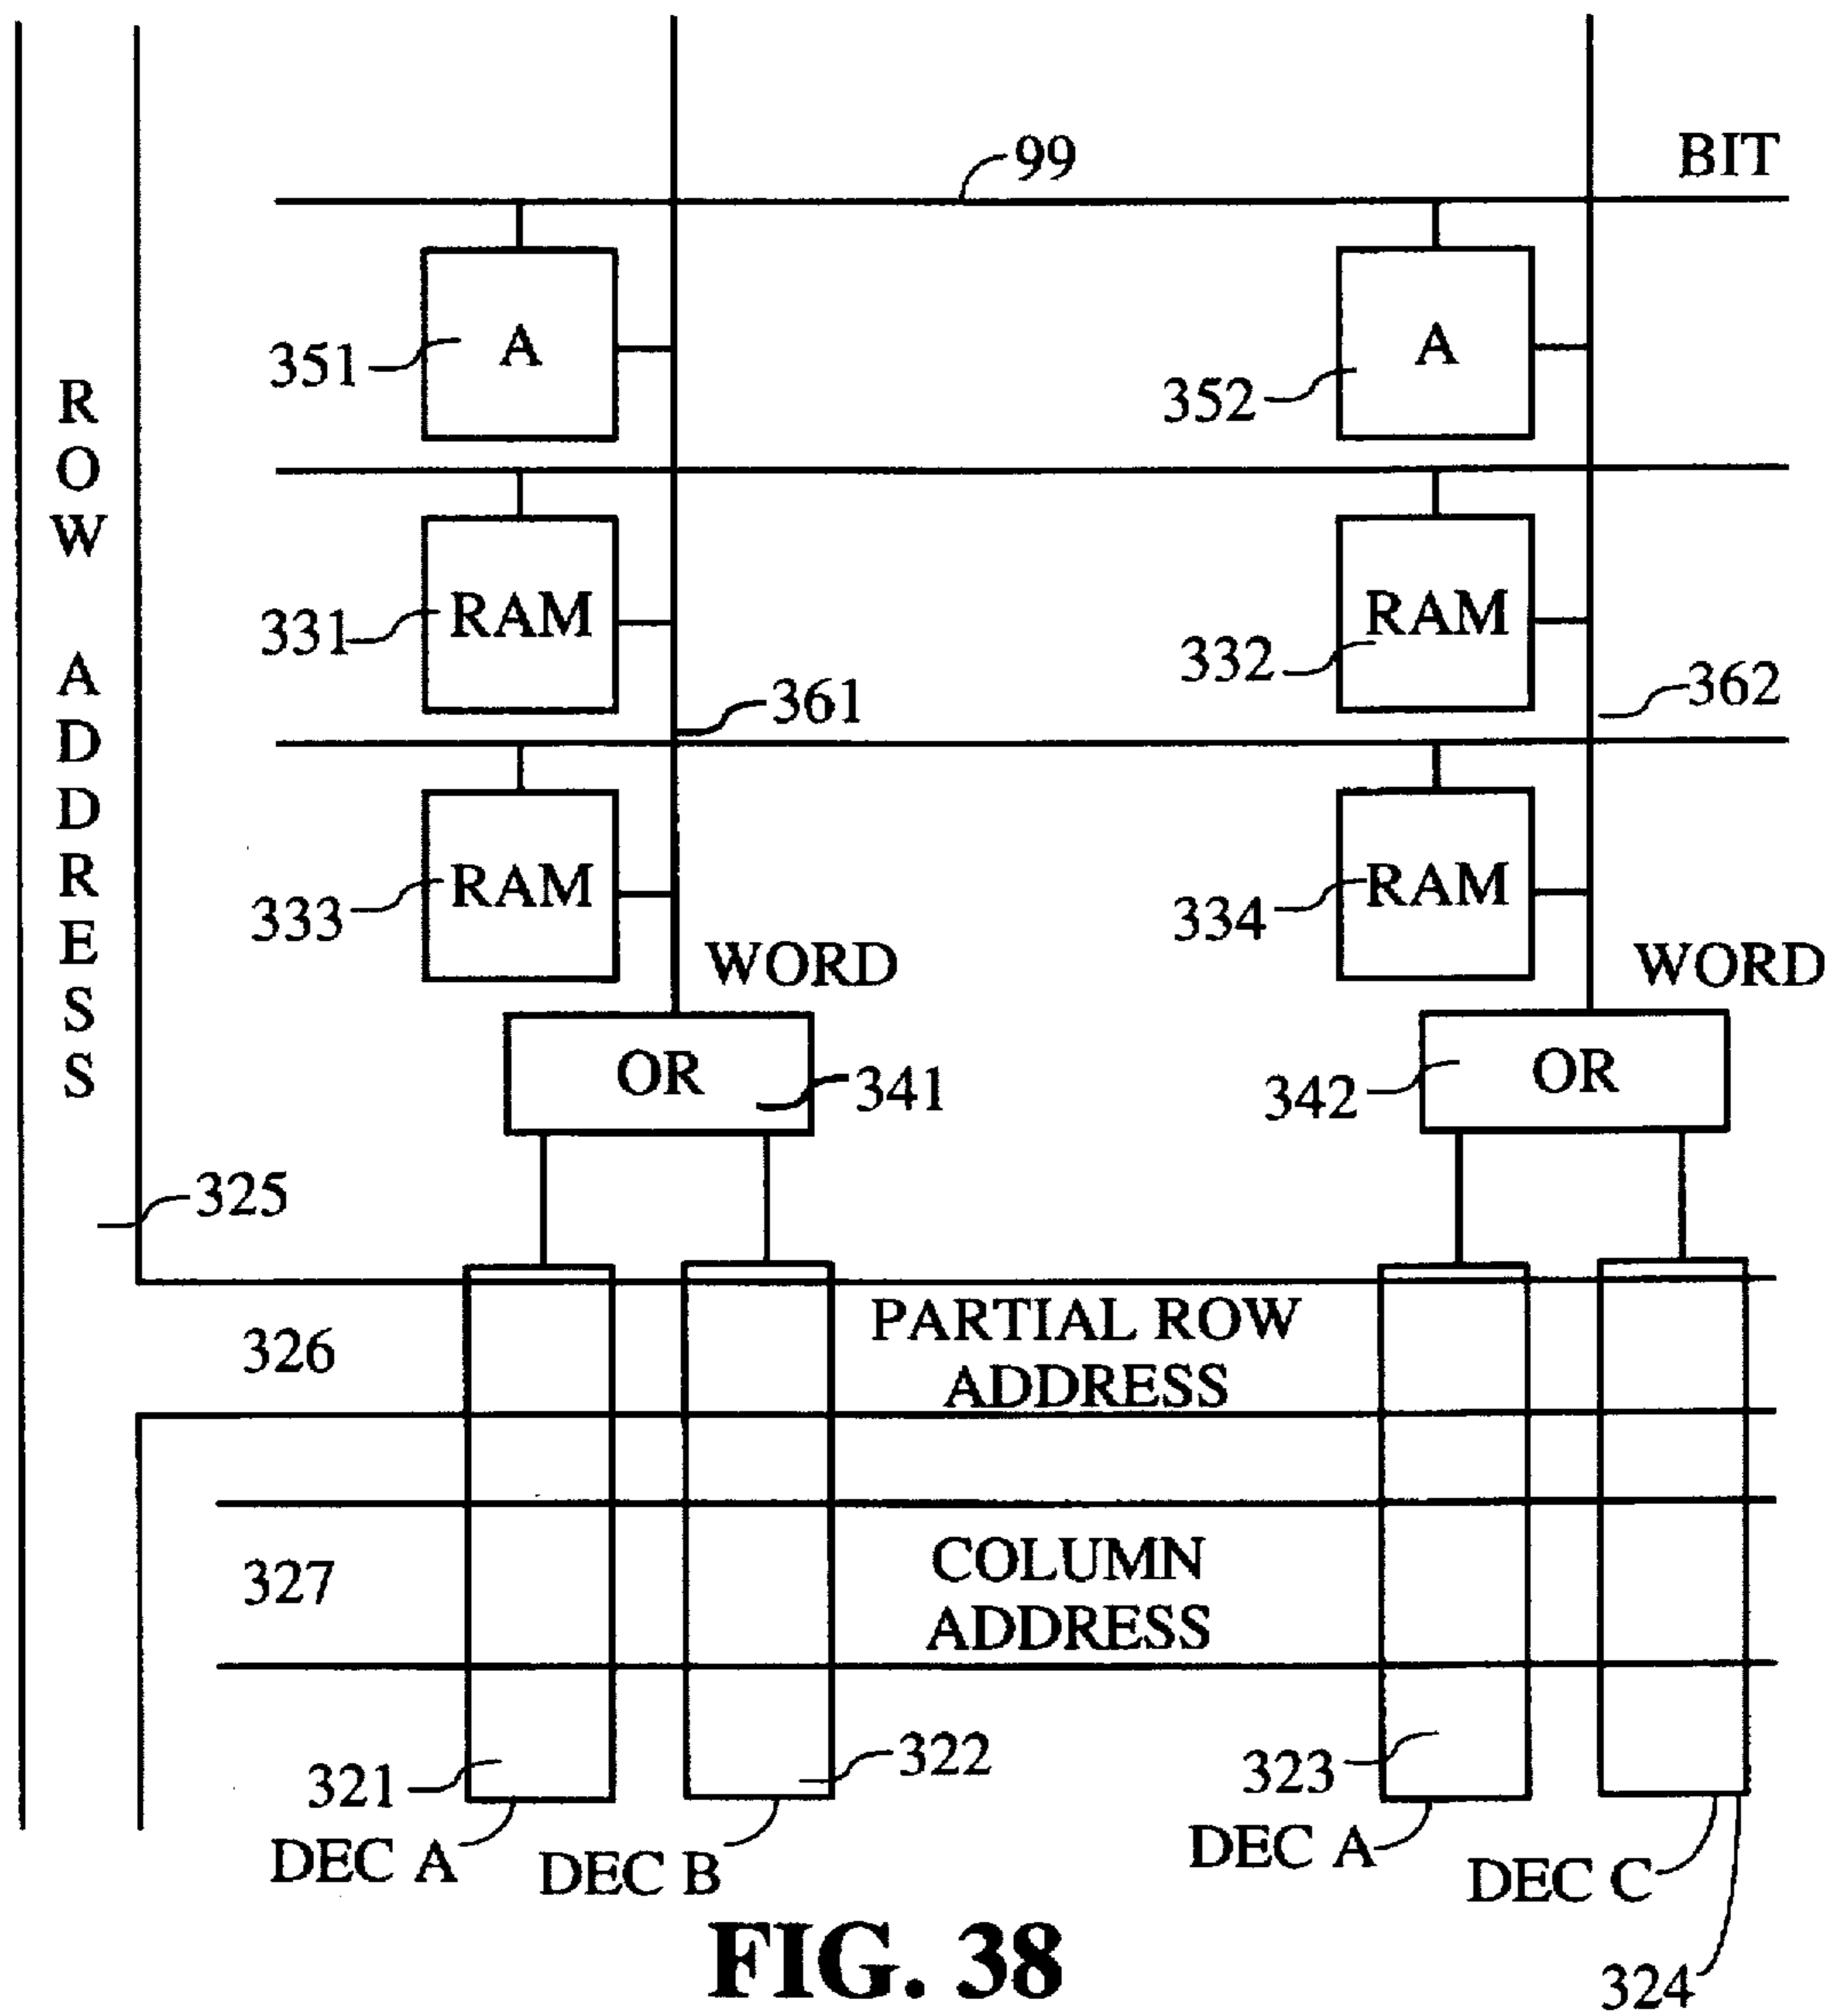 99
BIT
351
A
352
A
ROW ADDRESS
331
RAM
332
RAM
361
362
333
RAM
334
RAM
WORD
WORD
OR
341
342
OR
325
326
PARTIAL ROW
ADDRESS
327
COLUMN
ADDRESS
321
322
323
DEC A
DEC B
DEC A
DEC C
324
FIG. 38